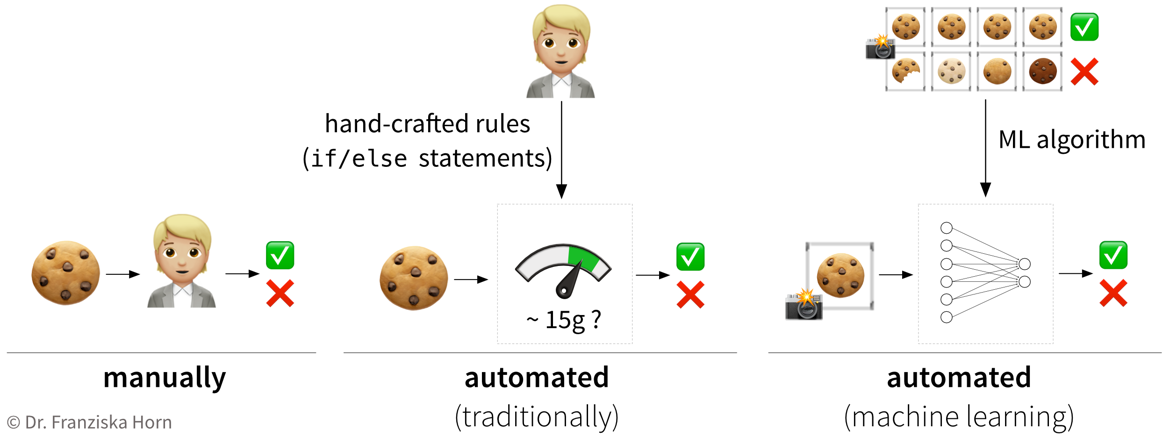 hand-crafted rules
(if/else statements)
ML algorithm
~ 15g ?
manually
automated
(traditionally)
automated
(machine learning)
© Dr. Franziska Horn